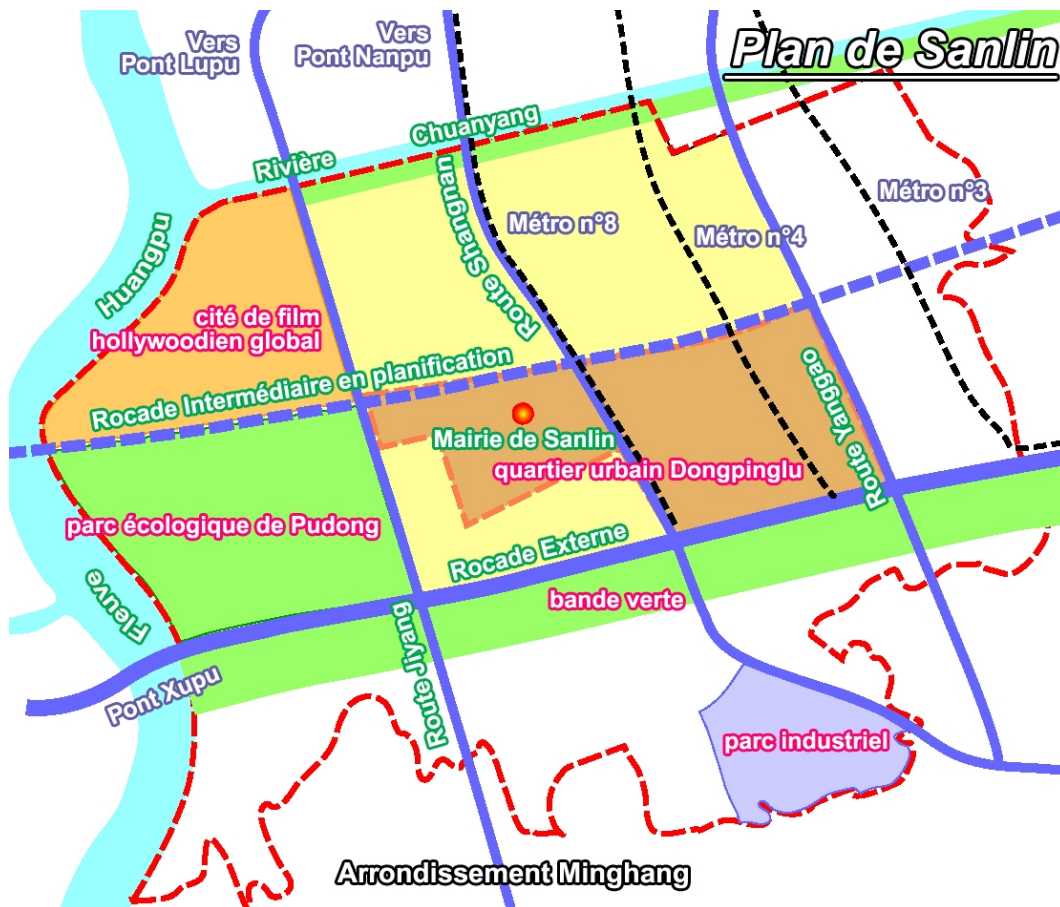 Plan de Sanlin
Vers
Pont Lupu
Vers
Pont Nanpu
Rivière
Chuanyang
Huangpu
Route Shangnan
Métro n°8
Métro n°4
Métro n°3
cité de film
hollywoodien global
Rocade Intermédiaire en planification
Mairie de Sanlin
quartier urbain Dongpinglu
Route Yanggao
parc écologique de Pudong
Rocade Externe
Fleuve
bande verte
Pont Xupu
Route Jiyang
parc industriel
Arrondissement Minghang